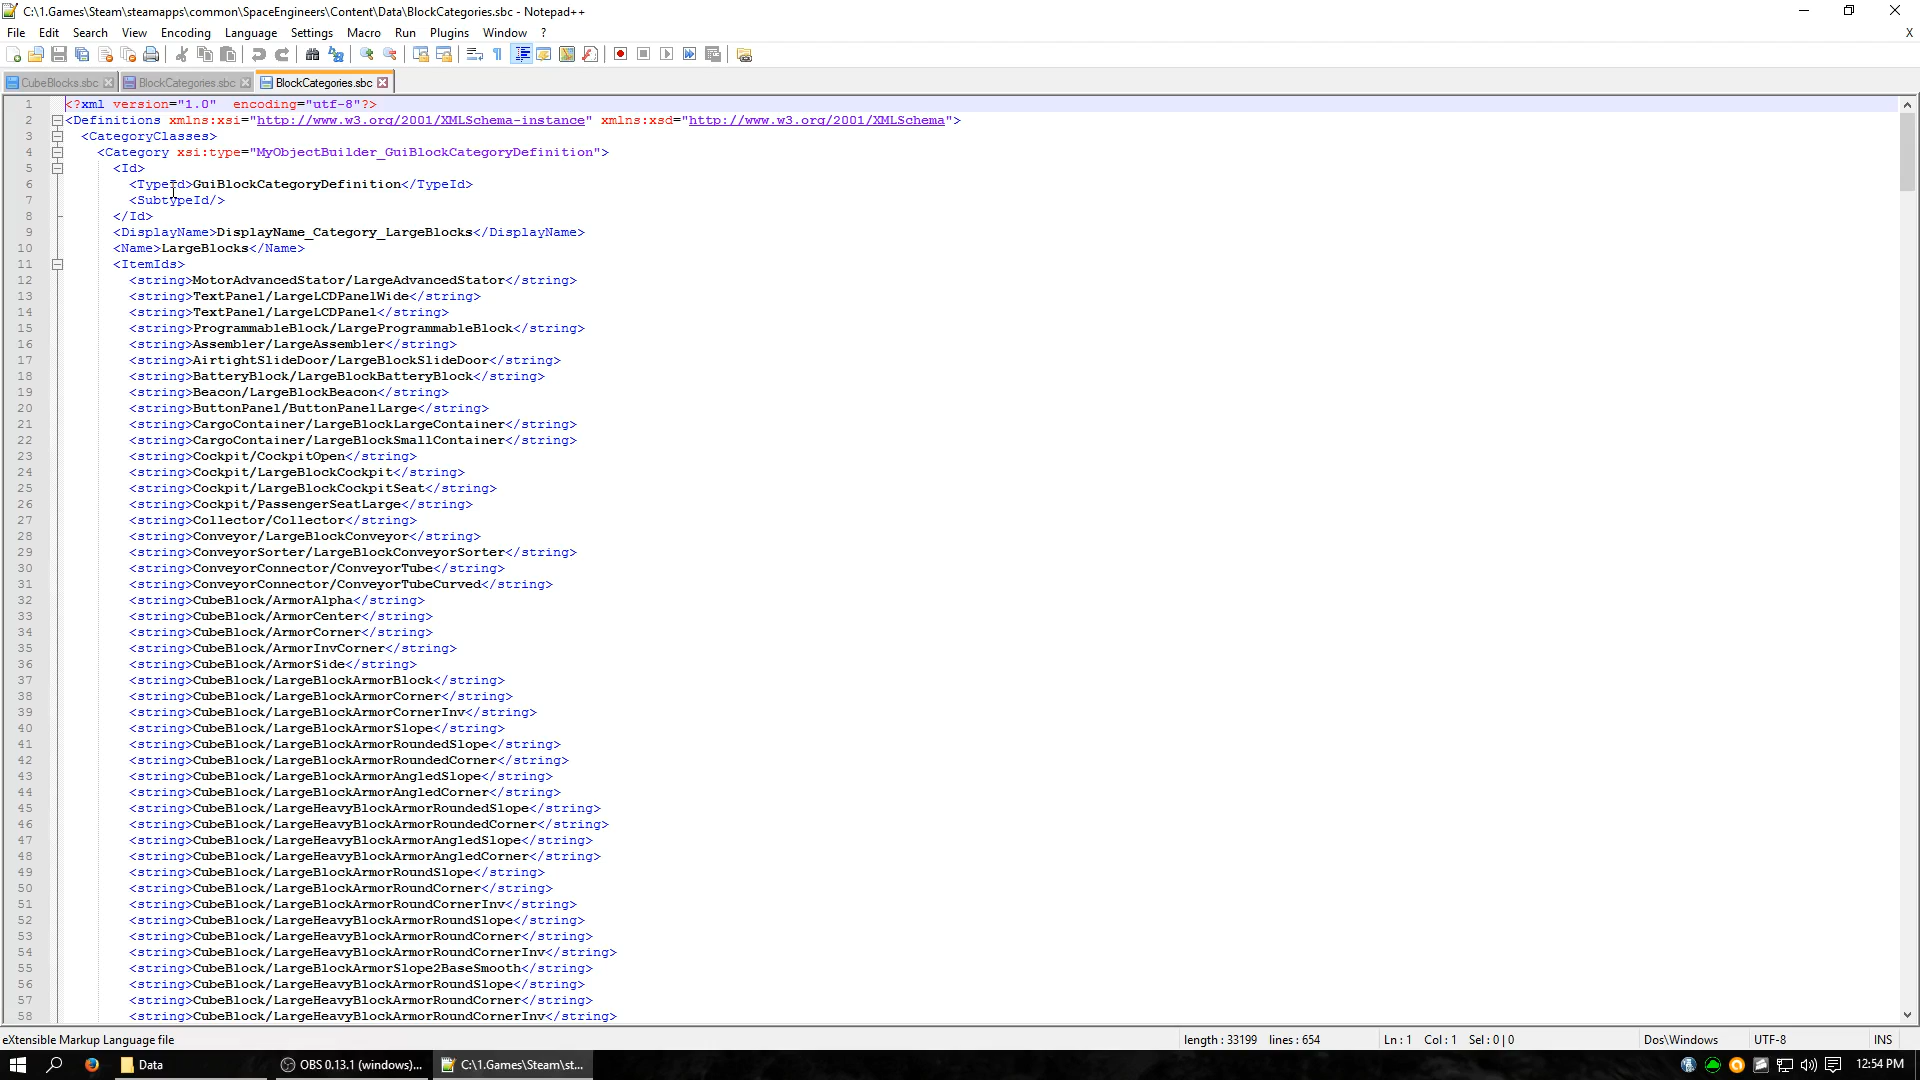 C:\1.Games\Steam\steamapps\common\SpaceEngineers\Content\Data\BlockCategories.sbc - Notepad++
File Edit Search View Encoding Language Settings Macro Run Plugins Window ? X
CubeBlocks.sbc BlockCategories.sbc BlockCategories.sbc
1 <?xml version="1.0"  encoding="utf-8"?>
2 <Definitions xmlns:xsi="http://www.w3.org/2001/XMLSchema-instance" xmlns:xsd="http://www.w3.org/2001/XMLSchema">
3 <CategoryClasses>
4 <Category xsi:type="MyObjectBuilder_GuiBlockCategoryDefinition">
5 <Id>
6 <TypeId>GuiBlockCategoryDefinition</TypeId>
7 <SubtypeId/>
8 </Id>
9 <DisplayName>DisplayName_Category_LargeBlocks</DisplayName>
10 <Name>LargeBlocks</Name>
11 <ItemIds>
12 <string>MotorAdvancedStator/LargeAdvancedStator</string>
13 <string>TextPanel/LargeLCDPanelWide</string>
14 <string>TextPanel/LargeLCDPanel</string>
15 <string>ProgrammableBlock/LargeProgrammableBlock</string>
16 <string>Assembler/LargeAssembler</string>
17 <string>AirtightSlideDoor/LargeBlockSlideDoor</string>
18 <string>BatteryBlock/LargeBlockBatteryBlock</string>
19 <string>Beacon/LargeBlockBeacon</string>
20 <string>ButtonPanel/ButtonPanelLarge</string>
21 <string>CargoContainer/LargeBlockLargeContainer</string>
22 <string>CargoContainer/LargeBlockSmallContainer</string>
23 <string>Cockpit/CockpitOpen</string>
24 <string>Cockpit/LargeBlockCockpit</string>
25 <string>Cockpit/LargeBlockCockpitSeat</string>
26 <string>Cockpit/PassengerSeatLarge</string>
27 <string>Collector/Collector</string>
28 <string>Conveyor/LargeBlockConveyor</string>
29 <string>ConveyorSorter/LargeBlockConveyorSorter</string>
30 <string>ConveyorConnector/ConveyorTube</string>
31 <string>ConveyorConnector/ConveyorTubeCurved</string>
32 <string>CubeBlock/ArmorAlpha</string>
33 <string>CubeBlock/ArmorCenter</string>
34 <string>CubeBlock/ArmorCorner</string>
35 <string>CubeBlock/ArmorInvCorner</string>
36 <string>CubeBlock/ArmorSide</string>
37 <string>CubeBlock/LargeBlockArmorBlock</string>
38 <string>CubeBlock/LargeBlockArmorCorner</string>
39 <string>CubeBlock/LargeBlockArmorCornerInv</string>
40 <string>CubeBlock/LargeBlockArmorSlope</string>
41 <string>CubeBlock/LargeBlockArmorRoundedSlope</string>
42 <string>CubeBlock/LargeBlockArmorRoundedCorner</string>
43 <string>CubeBlock/LargeBlockArmorAngledSlope</string>
44 <string>CubeBlock/LargeBlockArmorAngledCorner</string>
45 <string>CubeBlock/LargeHeavyBlockArmorRoundedSlope</string>
46 <string>CubeBlock/LargeHeavyBlockArmorRoundedCorner</string>
47 <string>CubeBlock/LargeHeavyBlockArmorAngledSlope</string>
48 <string>CubeBlock/LargeHeavyBlockArmorAngledCorner</string>
49 <string>CubeBlock/LargeBlockArmorRoundSlope</string>
50 <string>CubeBlock/LargeBlockArmorRoundCorner</string>
51 <string>CubeBlock/LargeBlockArmorRoundCornerInv</string>
52 <string>CubeBlock/LargeHeavyBlockArmorRoundSlope</string>
53 <string>CubeBlock/LargeHeavyBlockArmorRoundCorner</string>
54 <string>CubeBlock/LargeHeavyBlockArmorRoundCornerInv</string>
55 <string>CubeBlock/LargeBlockArmorSlope2BaseSmooth</string>
56 <string>CubeBlock/LargeHeavyBlockArmorRoundSlope</string>
57 <string>CubeBlock/LargeHeavyBlockArmorRoundCorner</string>
58 <string>CubeBlock/LargeHeavyBlockArmorRoundCornerInv</string>
eXtensible Markup Language file length : 33199 lines : 654 Ln : 1 Col : 1 Sel : 0 | 0 Dos\Windows UTF-8 INS
Data OBS 0.13.1 (windows)... C:\1.Games\Steam\st... 12:54 PM